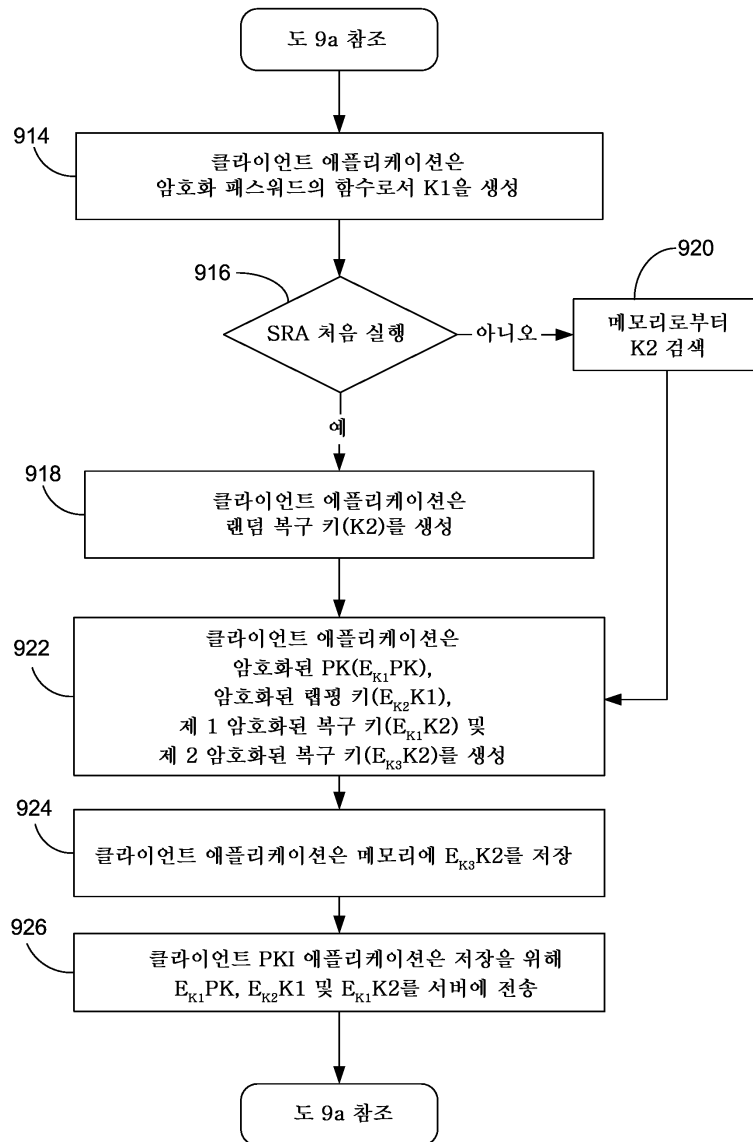 도 9a 참조
914
클라이언트 애플리케이션은
암호화 패스워드의 함수로서 K1을 생성
916
SRA 처음 실행
아니오
920
메모리로부터
K2 검색
예
918
클라이언트 에플리케이션은
랜덤 복구 키(K2)를 생성
922
클라이언트 애플리케이션은
암호화된 PK(E_K1PK),
암호화된 랩핑 키(E_K2K1),
제 1 암호화된 복구 키(E_K1K2) 및
제 2 암호화된 복구 키(E_K3K2)를 생성
924
클라이언트 애플리케이션은 메모리에 E_K3K2를 저장
926
클라이언트 PKI 애플리케이션은 저장을 위해
E_K1PK, E_K2K1 및 E_K1K2를 서버에 전송
도 9a 참조